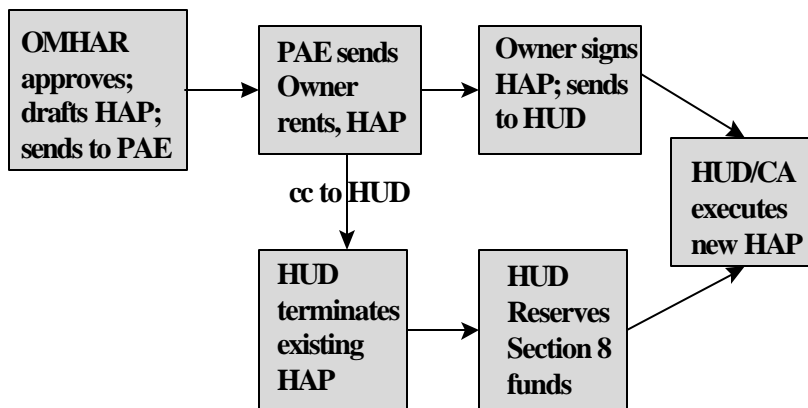 OMHAR
approves;
drafts HAP;
sends to PAE
PAE sends
Owner
rents, HAP
Owner signs
HAP; sends
to HUD
HUD/CA
executes
new HAP
cc to HUD
HUD
terminates
existing
HAP
HUD
Reserves
Section 8
funds